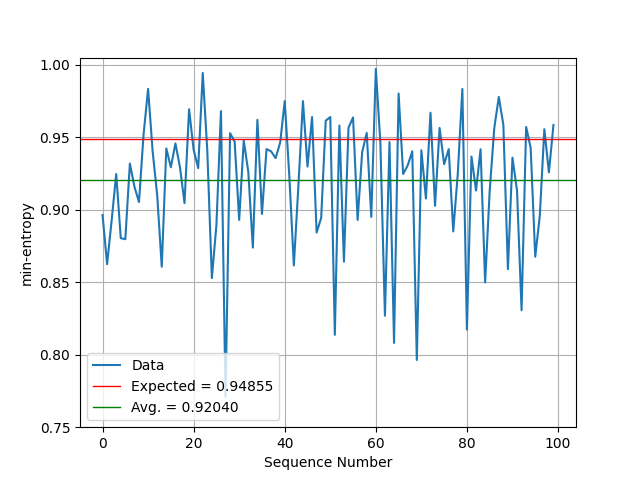 1.00
0.95
0.90
0.85
0.80
0.75
min-entropy
Data
Expected = 0.94855
Avg. = 0.92040
0 20 40 60 80 100
Sequence Number